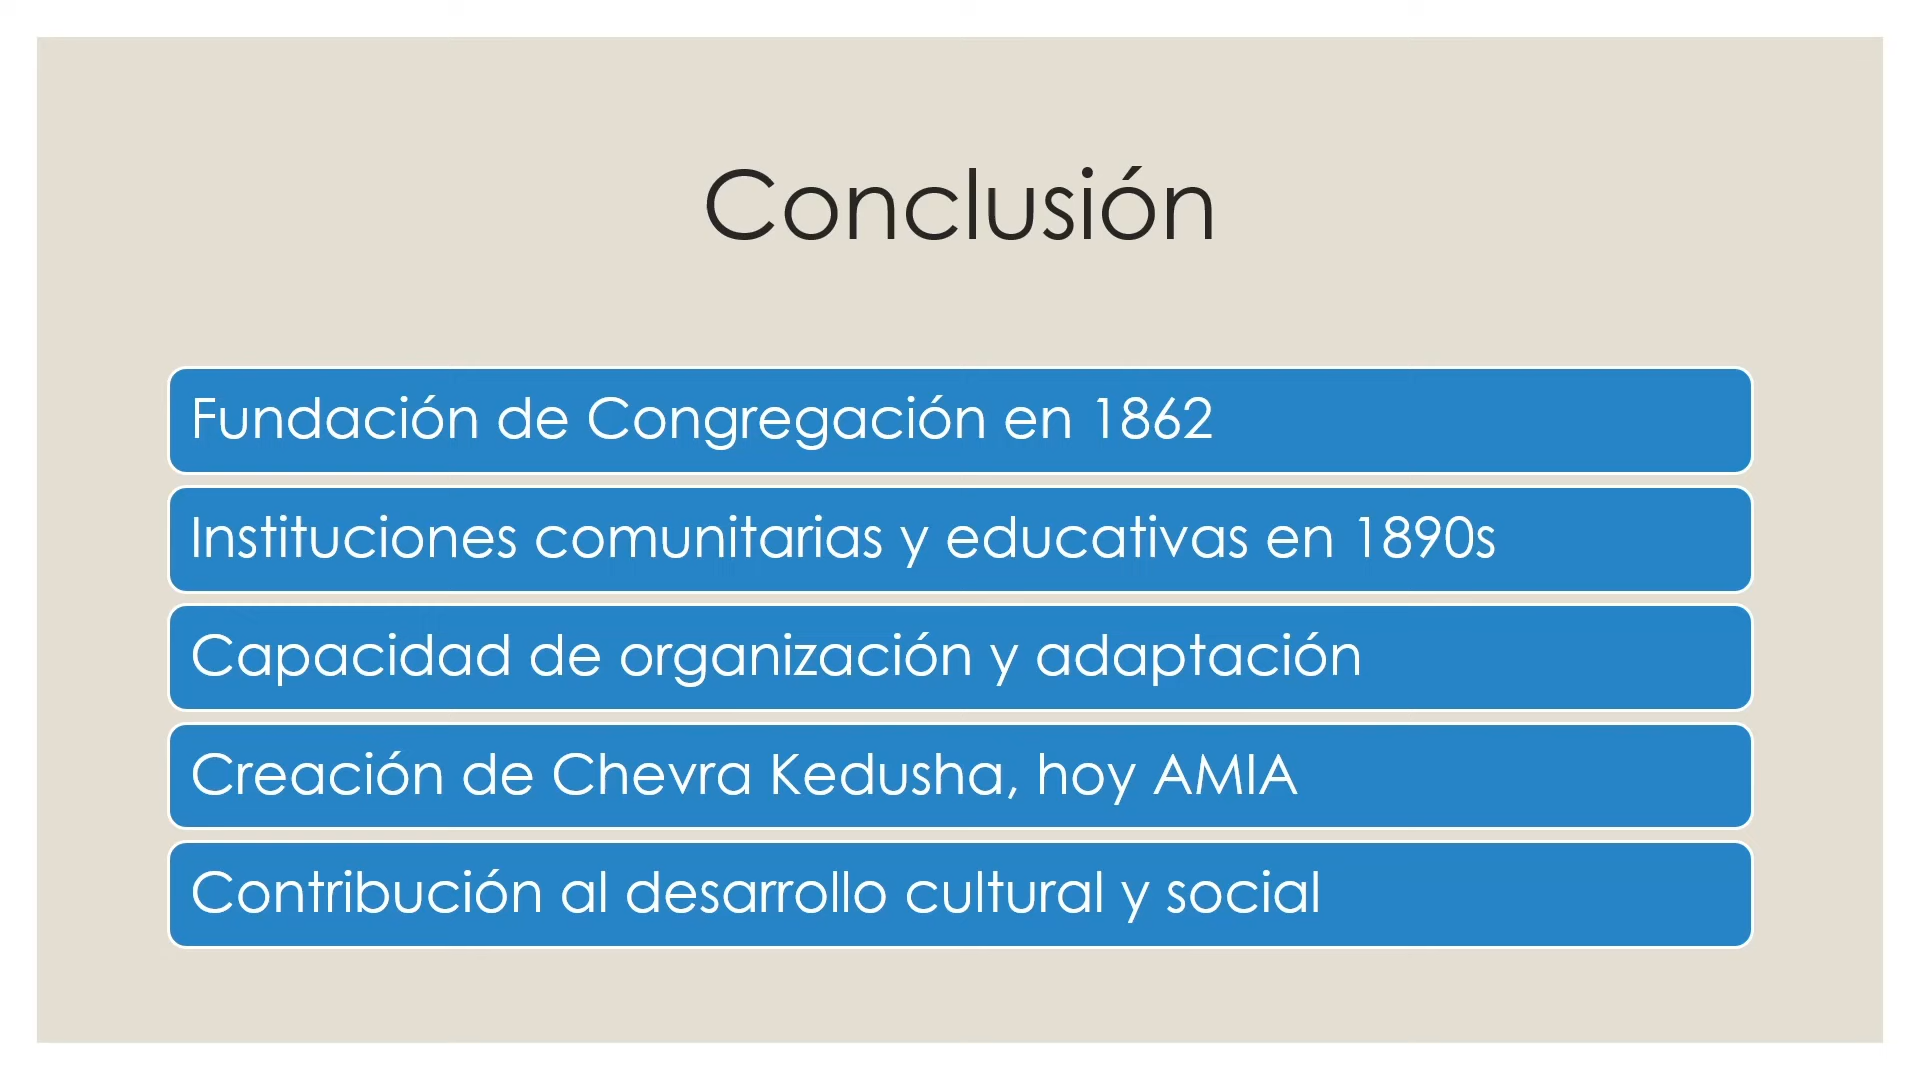 Conclusión
Fundación de Congregación en 1862
Instituciones comunitarias y educativas en 1890s
Capacidad de organización y adaptación
Creación de Chevra Kedusha, hoy AMIA
Contribución al desarrollo cultural y social